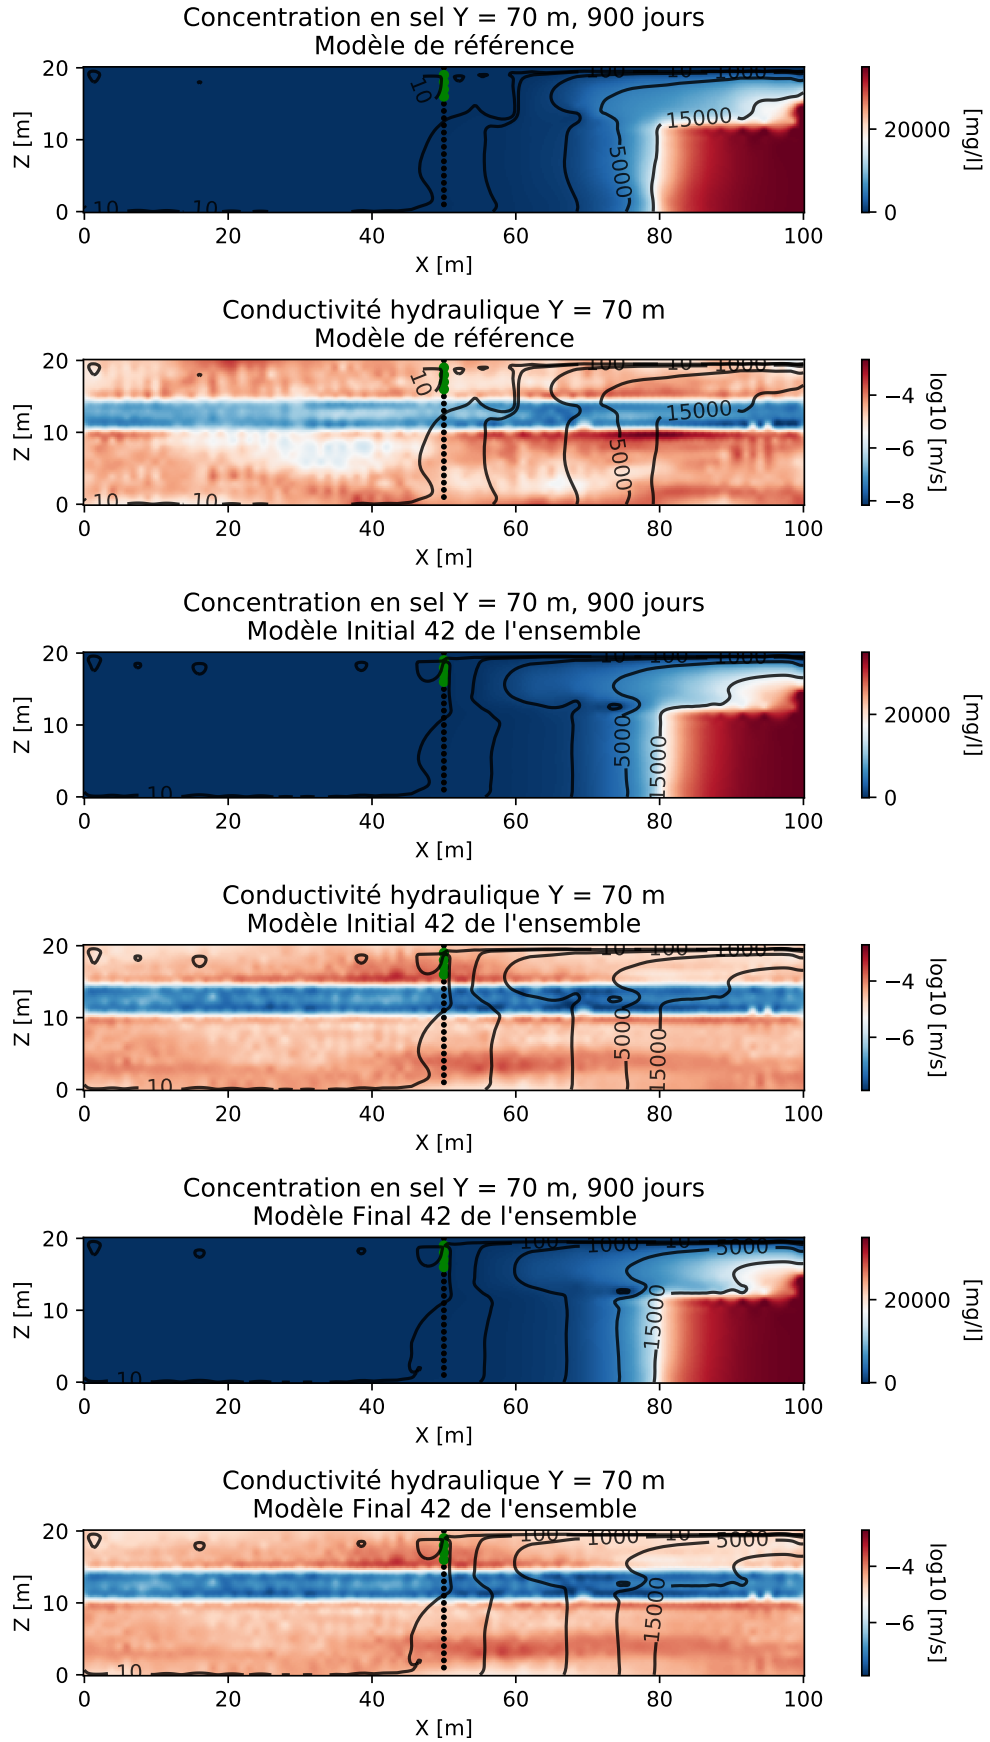 Concentration en sel Y = 70 m, 900 jours
Modèle de référence
20
10
0
Z [m]
10
100
10
1000
15000
5000
10
10
0 20 40 60 80 100
X [m]
20000
0
[mg/l]
Conductivité hydraulique Y = 70 m
Modèle de référence
20
10
0
Z [m]
10
100
10
1000
15000
5000
10
10
0 20 40 60 80 100
X [m]
−4
−6
−8
log10 [m/s]
Concentration en sel Y = 70 m, 900 jours
Modèle Initial 42 de l'ensemble
20
10
0
Z [m]
10
100
1000
5000
15000
10
0 20 40 60 80 100
X [m]
20000
0
[mg/l]
Conductivité hydraulique Y = 70 m
Modèle Initial 42 de l'ensemble
20
10
0
Z [m]
10
100
1000
5000
15000
10
0 20 40 60 80 100
X [m]
−4
−6
log10 [m/s]
Concentration en sel Y = 70 m, 900 jours
Modèle Final 42 de l'ensemble
20
10
0
Z [m]
100
1000
10
5000
15000
10
0 20 40 60 80 100
X [m]
20000
0
[mg/l]
Conductivité hydraulique Y = 70 m
Modèle Final 42 de l'ensemble
20
10
0
Z [m]
100
1000
10
5000
15000
10
0 20 40 60 80 100
X [m]
−4
−6
log10 [m/s]